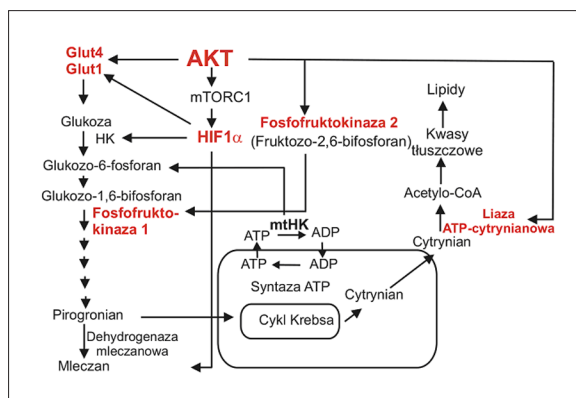 Glut4
Glut1
AKT
mTORC1
Glukoza
HK
HIF1α
Fosfofruktokinaza 2
(Fruktozo-2,6-bifosforan)
Lipidy
Kwasy
tłuszczowe
Glukozo-6-fosforan
Glukozo-1,6-bifosforan
Fosfofrukto-
kinaza 1
Acetylo-CoA
Liaza
ATP-cytrynianowa
Cytrynian
mtHK
ATP
ADP
ATP
ADP
Syntaza ATP
Cytrynian
Cykl Krebsa
Pirogronian
Dehydrogenaza
mleczanowa
Mleczan